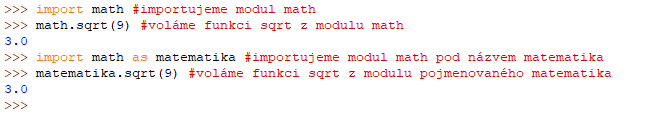 >>> import math #importujeme modul math
>>> math.sqrt(9) #voláme funkci sqrt z modulu math
3.0
>>> import math as matematika #importujeme modul math pod názvem matematika
>>> matematika.sqrt(9) #voláme funkci sqrt z modulu pojmenovaného matematika
3.0
>>>